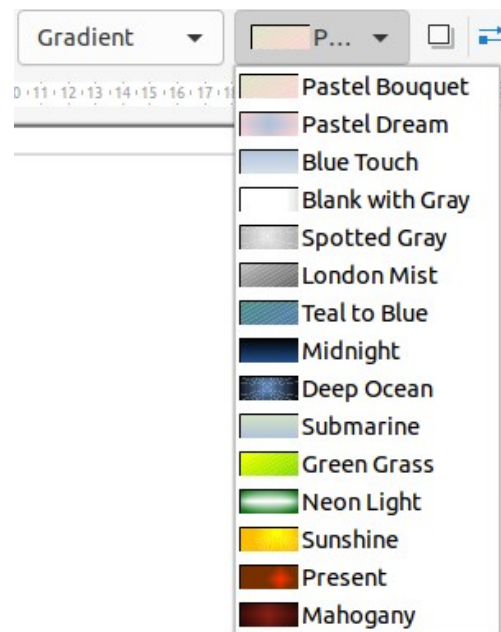 Gradient
P...
0 11 12 13 14 15 16 17 18
Pastel Bouquet
Pastel Dream
Blue Touch
Blank with Gray
Spotted Gray
London Mist
Teal to Blue
Midnight
Deep Ocean
Submarine
Green Grass
Neon Light
Sunshine
Present
Mahogany